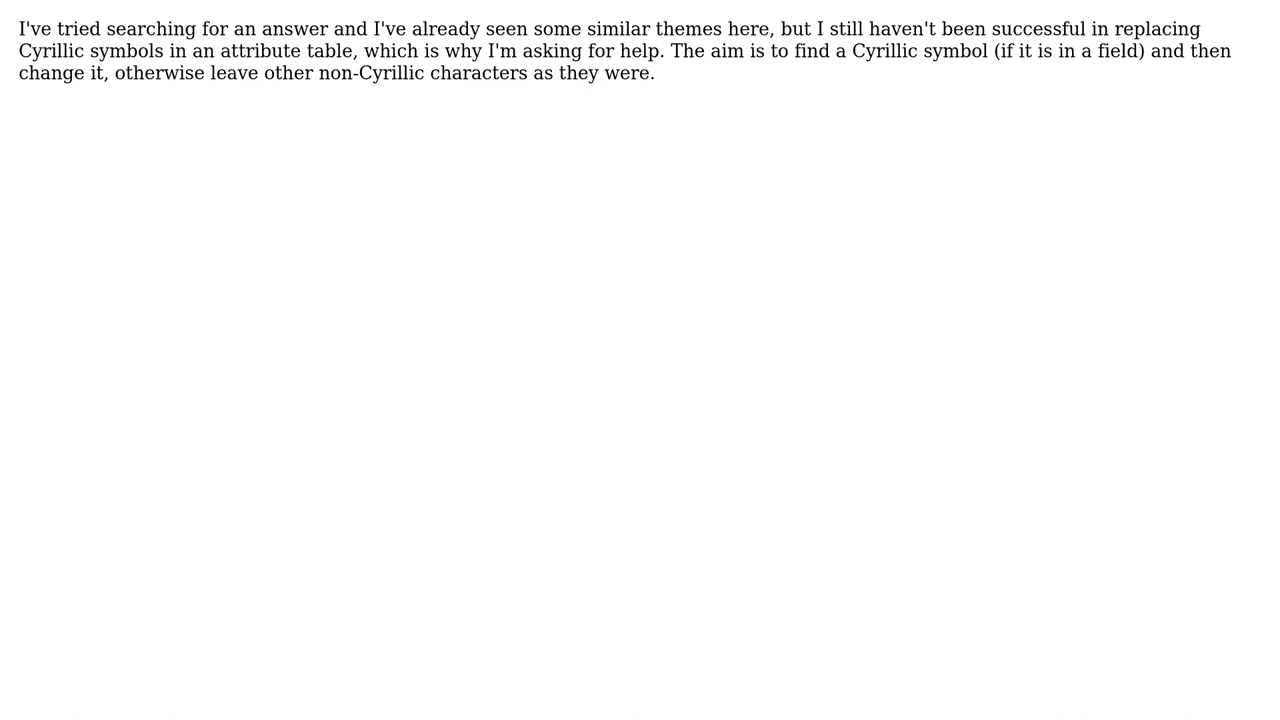 I've tried searching for an answer and I've already seen some similar themes here, but I still haven't been successful in replacing
Cyrillic symbols in an attribute table, which is why I'm asking for help. The aim is to find a Cyrillic symbol (if it is in a field) and then
change it, otherwise leave other non-Cyrillic characters as they were.